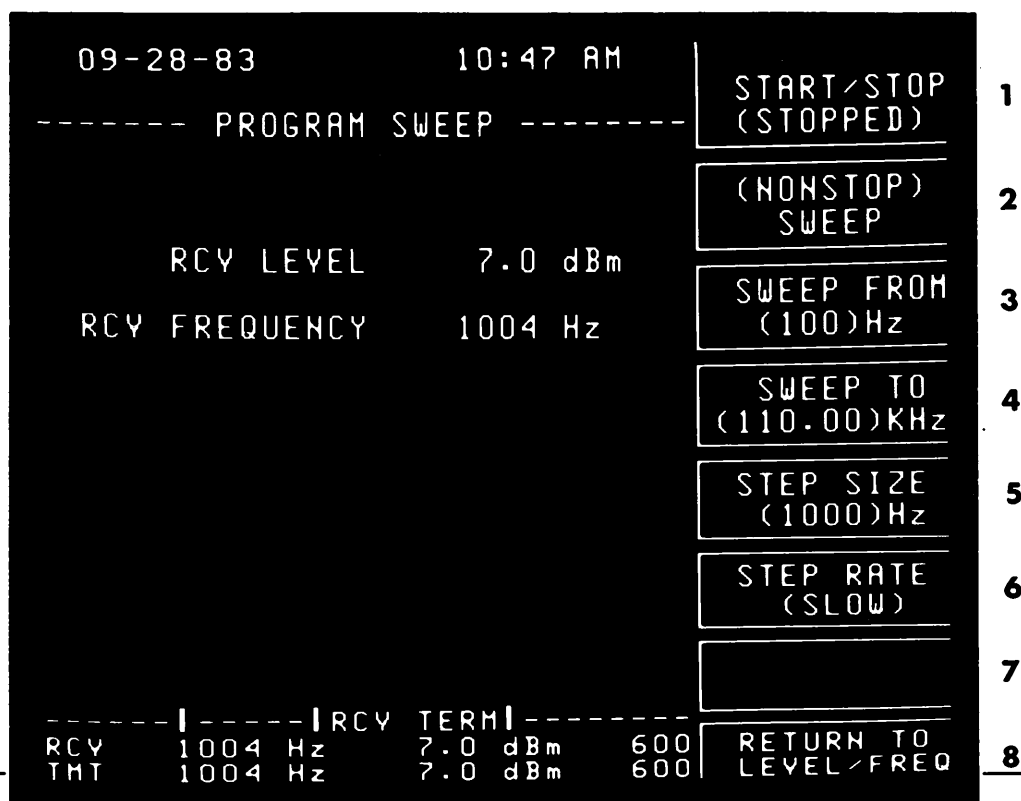 09-28-83 10:47 AM
------- PROGRAM SWEEP --------
RCV LEVEL 7.0 dBm
RCV FREQUENCY 1004 Hz
START/STOP
(STOPPED)
1
(NONSTOP)
SWEEP
2
SWEEP FROM
(100)Hz
3
SWEEP TO
(110.00)KHz
4
STEP SIZE
(1000)Hz
5
STEP RATE
(SLOW)
6
7
------|-----|RCV TERM|--------
RCV 1004 Hz 7.0 dBm 600
TMT 1004 Hz 7.0 dBm 600
RETURN TO
LEVEL/FREQ
8